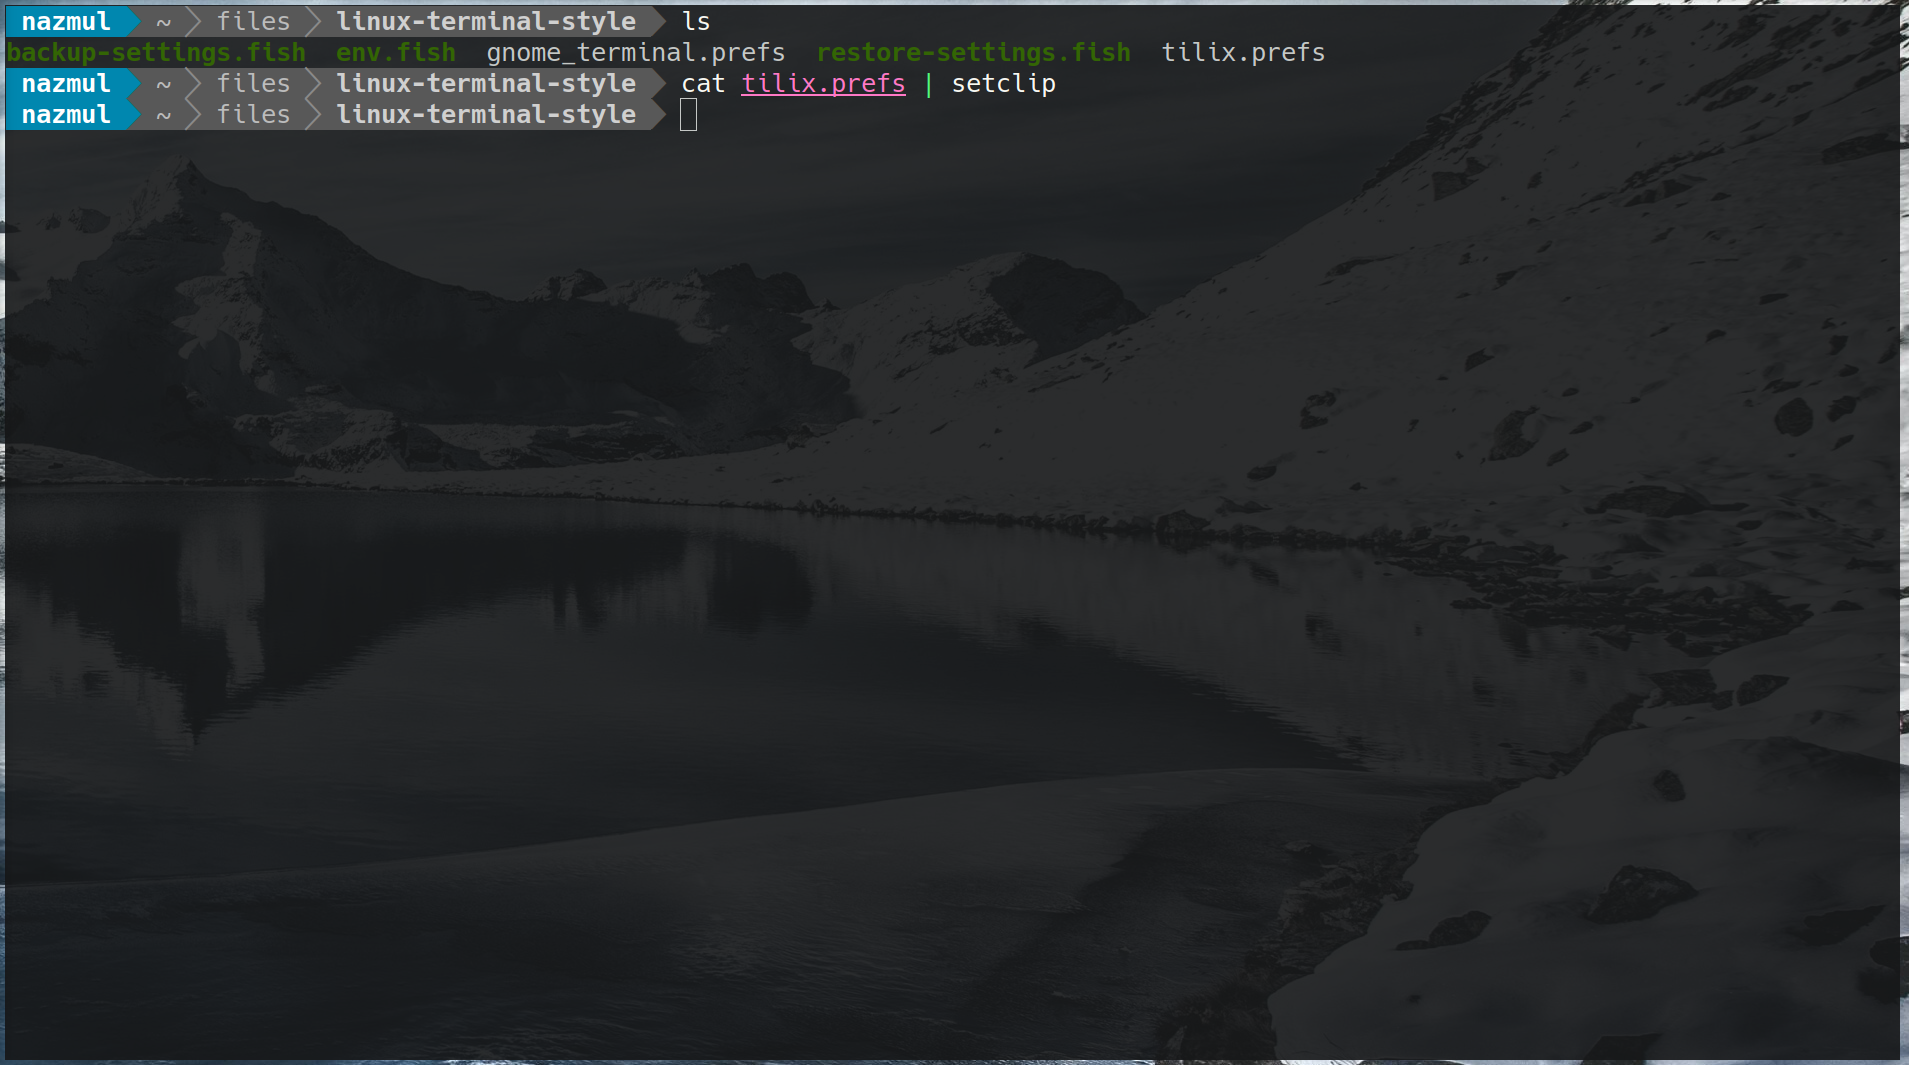 nazmul ~ files linux-terminal-style ls
backup-settings.fish env.fish gnome_terminal.prefs restore-settings.fish tilix.prefs
nazmul ~ files linux-terminal-style cat tilix.prefs | setclip
nazmul ~ files linux-terminal-style